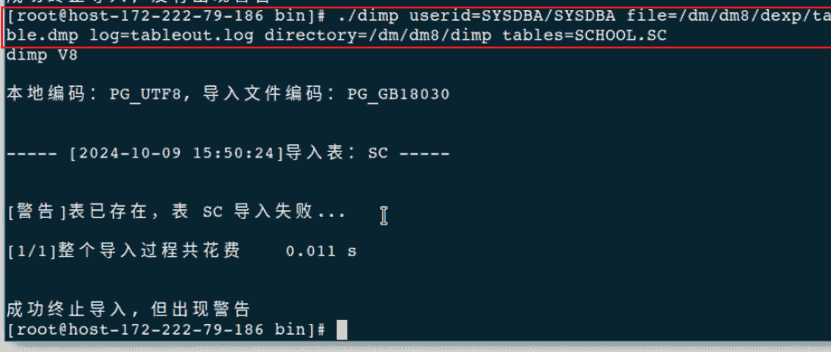 [root@host-172-222-79-186 bin]# ./dimp userid=SYSDBA/SYSDBA file=/dm/dm8/dexp/ta
ble.dmp log=tableout.log directory=/dm/dm8/dimp tables=SCHOOL.SC
dimp V8
本地编码：PG_UTF8, 导入文件编码：PG_GB18030
----- [2024-10-09 15:50:24]导入表：SC -----
[警告]表已存在, 表 SC 导入失败...
[1/1]整个导入过程共花费    0.011 s
成功终止导入, 但出现警告
[root@host-172-222-79-186 bin]#